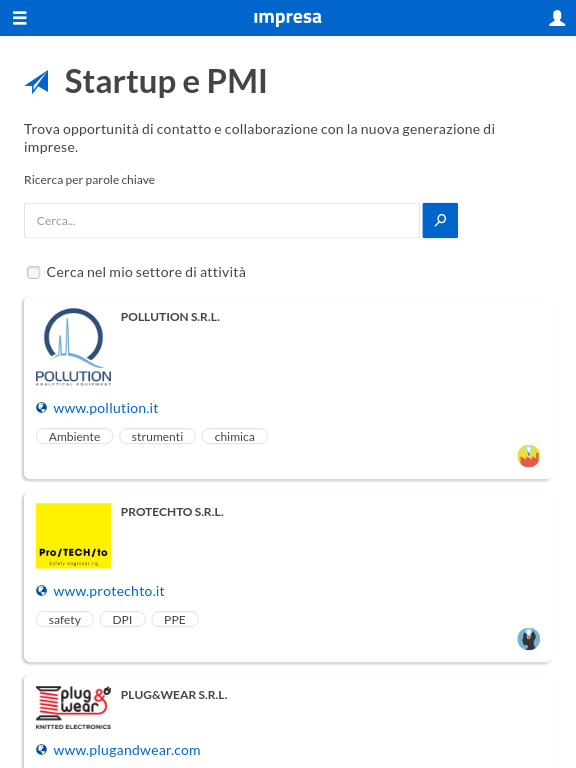 impresa
Startup e PMI
Trova opportunità di contatto e collaborazione con la nuova generazione di
imprese.
Ricerca per parole chiave
Cerca...
Cerca nel mio settore di attività
POLLUTION S.R.L.
POLLUTION
ANALYTICAL EQUIPMENT
www.pollution.it
Ambiente strumenti chimica
PROTECHTO S.R.L.
Pro/TECH/to
Safety engineering
www.protechto.it
safety DPI PPE
PLUG&WEAR S.R.L.
plug&
wear
KNITTED ELECTRONICS
www.plugandwear.com